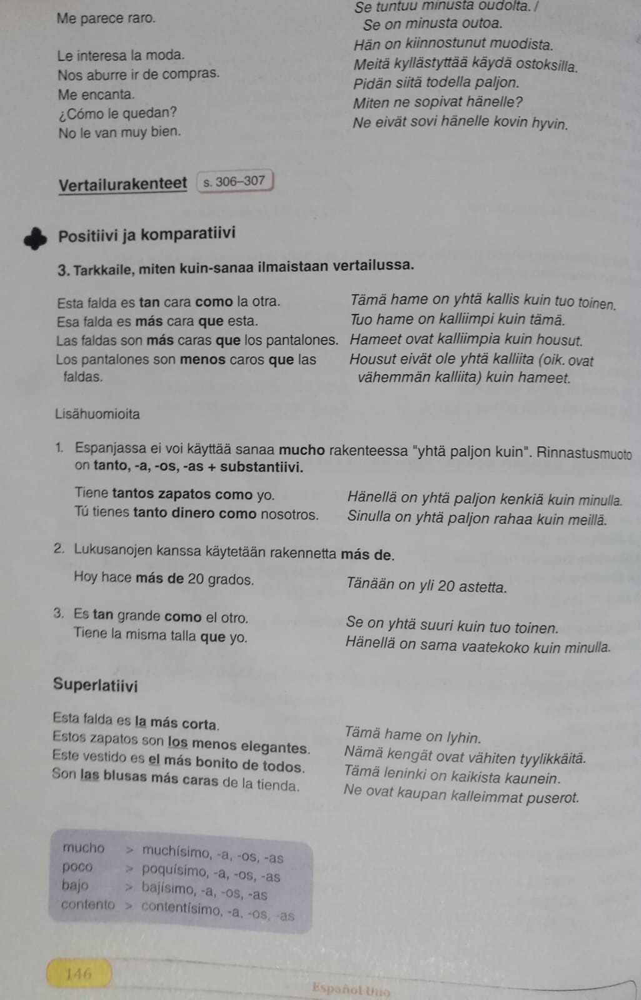 Me parece raro.
Se tuntuu minusta oudolta. /
Se on minusta outoa.
Le interesa la moda.
Hän on kiinnostunut muodista.
Nos aburre ir de compras.
Meitä kyllästyttää käydä ostoksilla.
Me encanta.
Pidän siitä todella paljon.
¿Cómo le quedan?
Miten ne sopivat hänelle?
No le van muy bien.
Ne eivät sovi hänelle kovin hyvin.
Vertailurakenteet s. 306–307
Positiivi ja komparatiivi
3. Tarkkaile, miten kuin-sanaa ilmaistaan vertailussa.
Esta falda es tan cara como la otra.
Tämä hame on yhtä kallis kuin tuo toinen.
Esa falda es más cara que esta.
Tuo hame on kalliimpi kuin tämä.
Las faldas son más caras que los pantalones.
Hameet ovat kalliimpia kuin housut.
Los pantalones son menos caros que las
faldas.
Housut eivät ole yhtä kalliita (oik. ovat
vähemmän kalliita) kuin hameet.
Lisähuomioita
1. Espanjassa ei voi käyttää sanaa mucho rakenteessa "yhtä paljon kuin". Rinnastusmuoto
on tanto, -a, -os, -as + substantiivi.
Tiene tantos zapatos como yo.
Hänellä on yhtä paljon kenkiä kuin minulla.
Tú tienes tanto dinero como nosotros.
Sinulla on yhtä paljon rahaa kuin meillä.
2. Lukusanojen kanssa käytetään rakennetta más de.
Hoy hace más de 20 grados.
Tänään on yli 20 astetta.
3. Es tan grande como el otro.
Se on yhtä suuri kuin tuo toinen.
Tiene la misma talla que yo.
Hänellä on sama vaatekoko kuin minulla.
Superlatiivi
Esta falda es la más corta.
Tämä hame on lyhin.
Estos zapatos son los menos elegantes.
Nämä kengät ovat vähiten tyylikkäitä.
Este vestido es el más bonito de todos.
Tämä leninki on kaikista kaunein.
Son las blusas más caras de la tienda.
Ne ovat kaupan kalleimmat puserot.
mucho > muchísimo, -a, -os, -as
poco > poquísimo, -a, -os, -as
bajo > bajísimo, -a, -os, -as
contento > contentísimo, -a, -os, -as
146
Español Uno